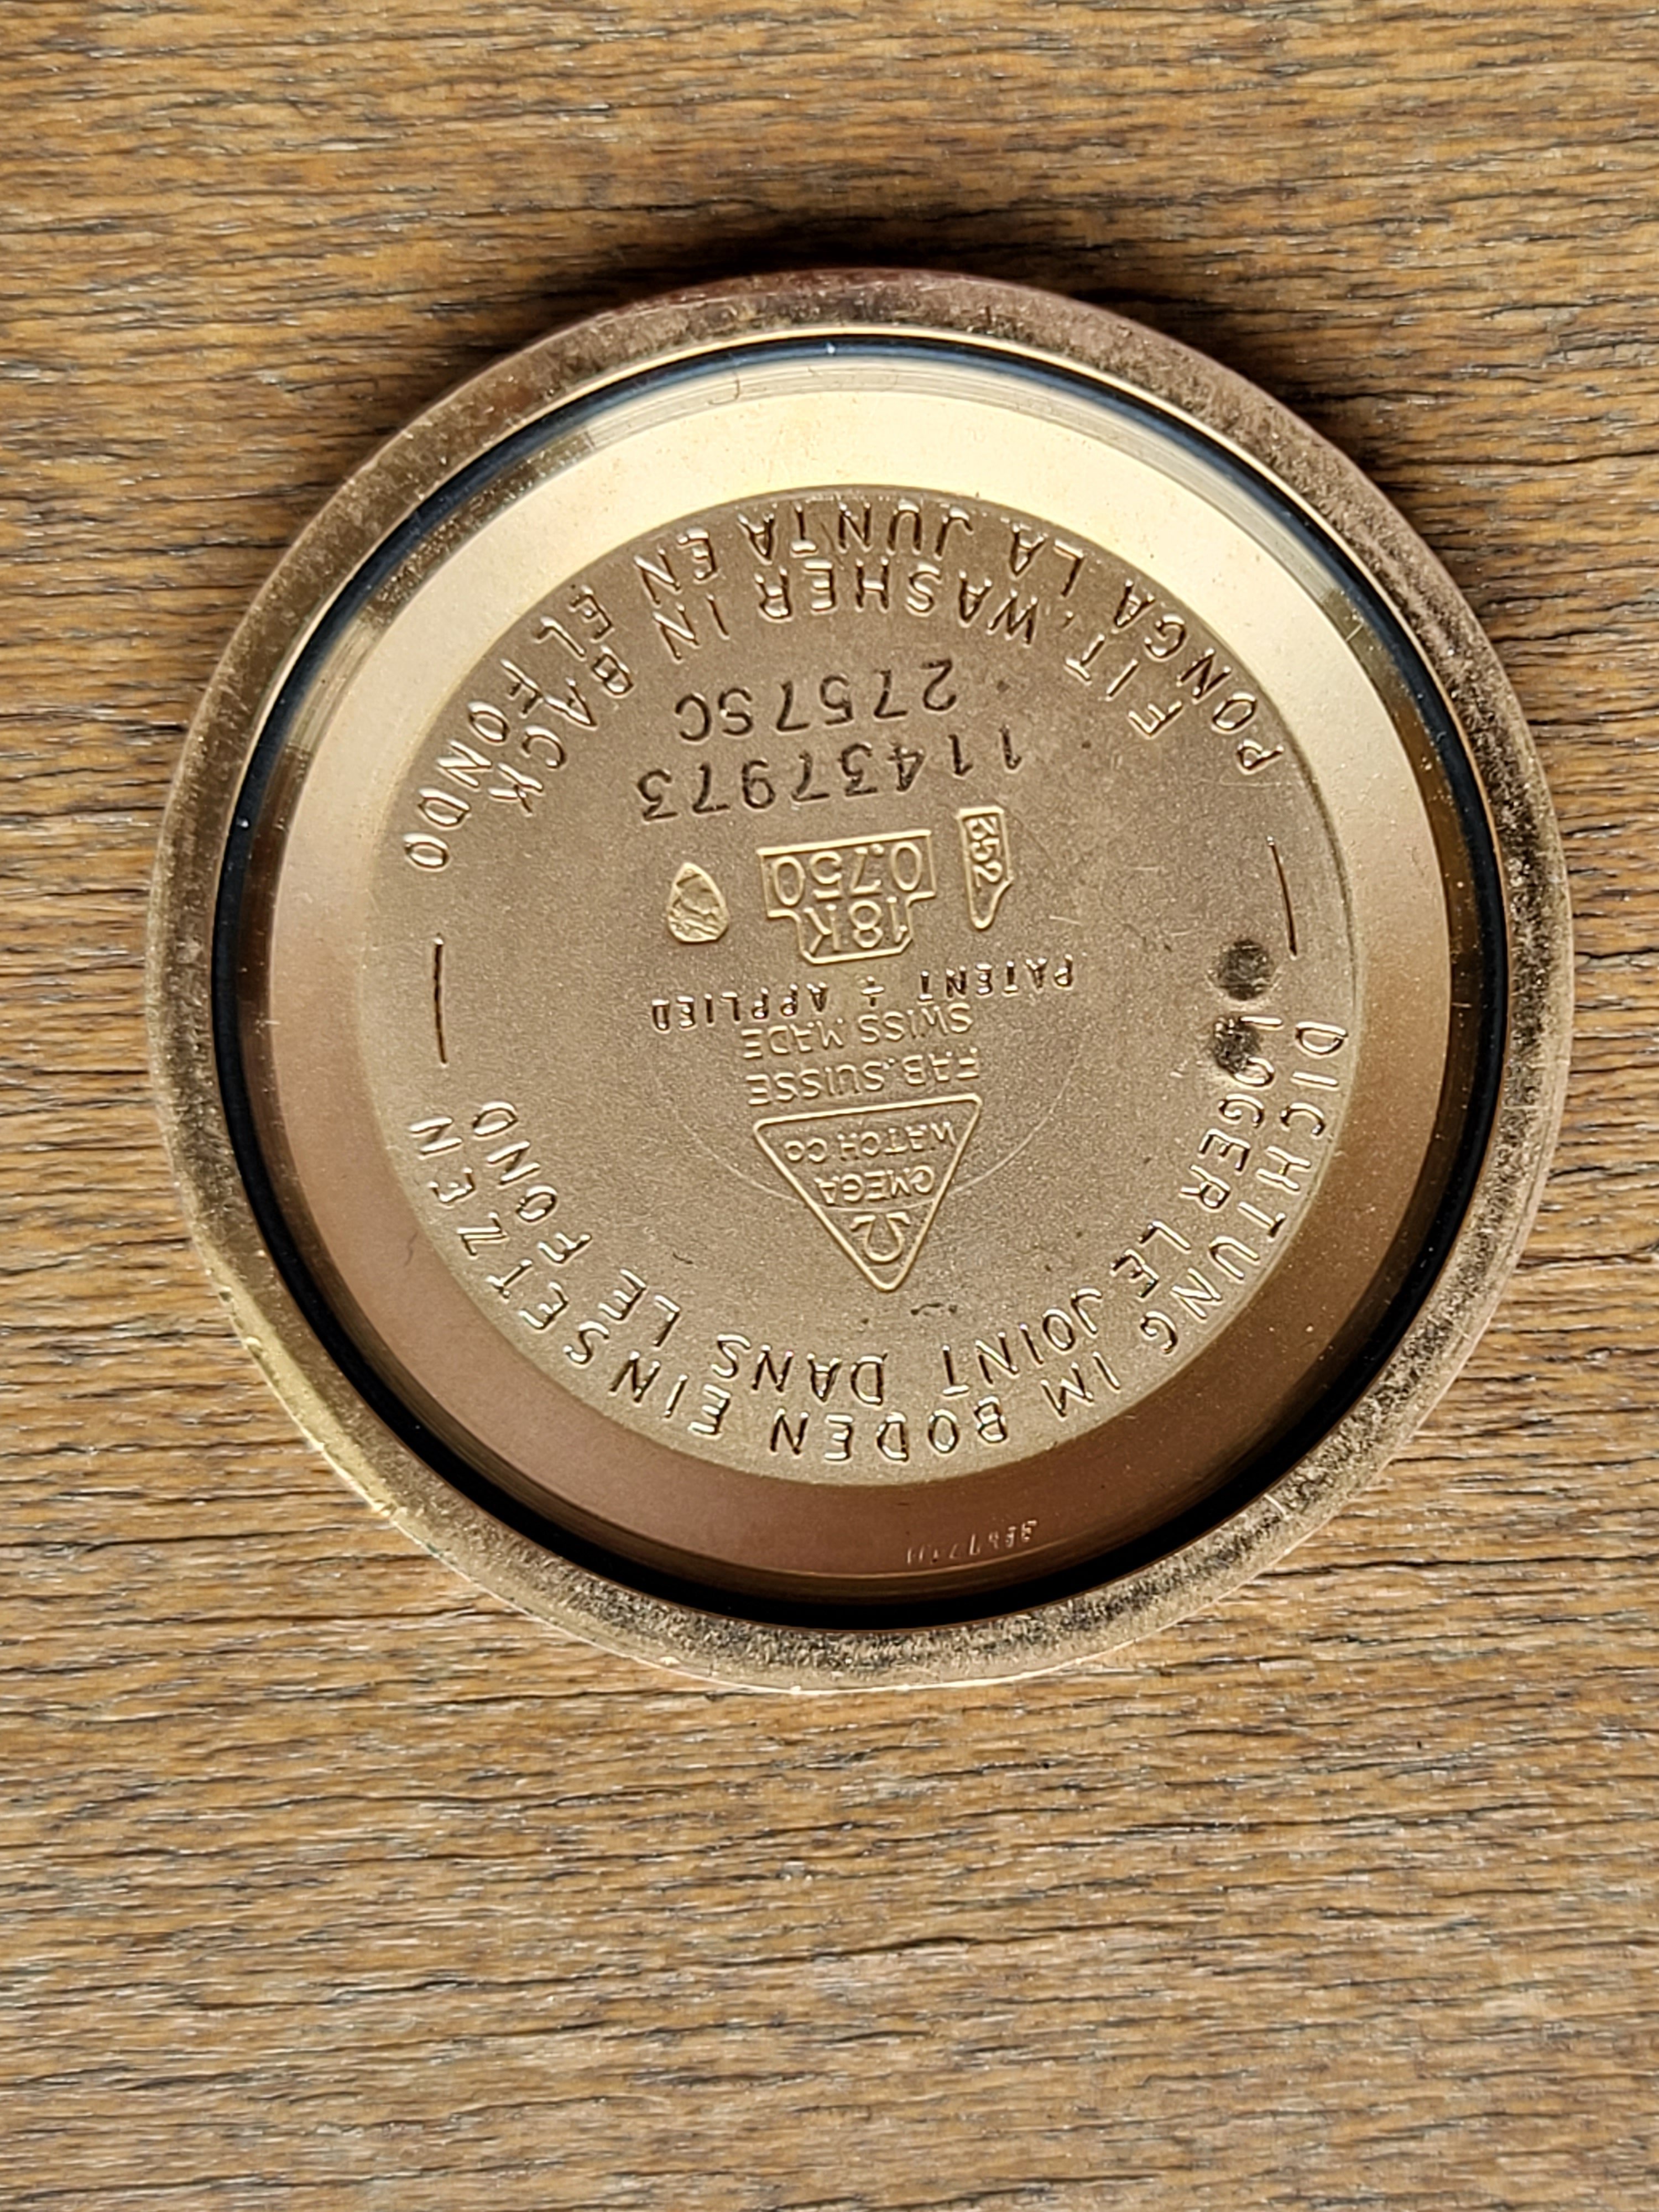 DICHTUNG IM BODEN EINSETZEN
LOGER LE JOINT DANS LE FOND
Ω
OMEGA
WATCH CO
FAB. SUISSE
SWISS MADE
PATENT + APPLIED
352
18K
0.750
11437973
2757SC
FIT WASHER IN BACK
PONGA LA JUNTA EN EL FONDO